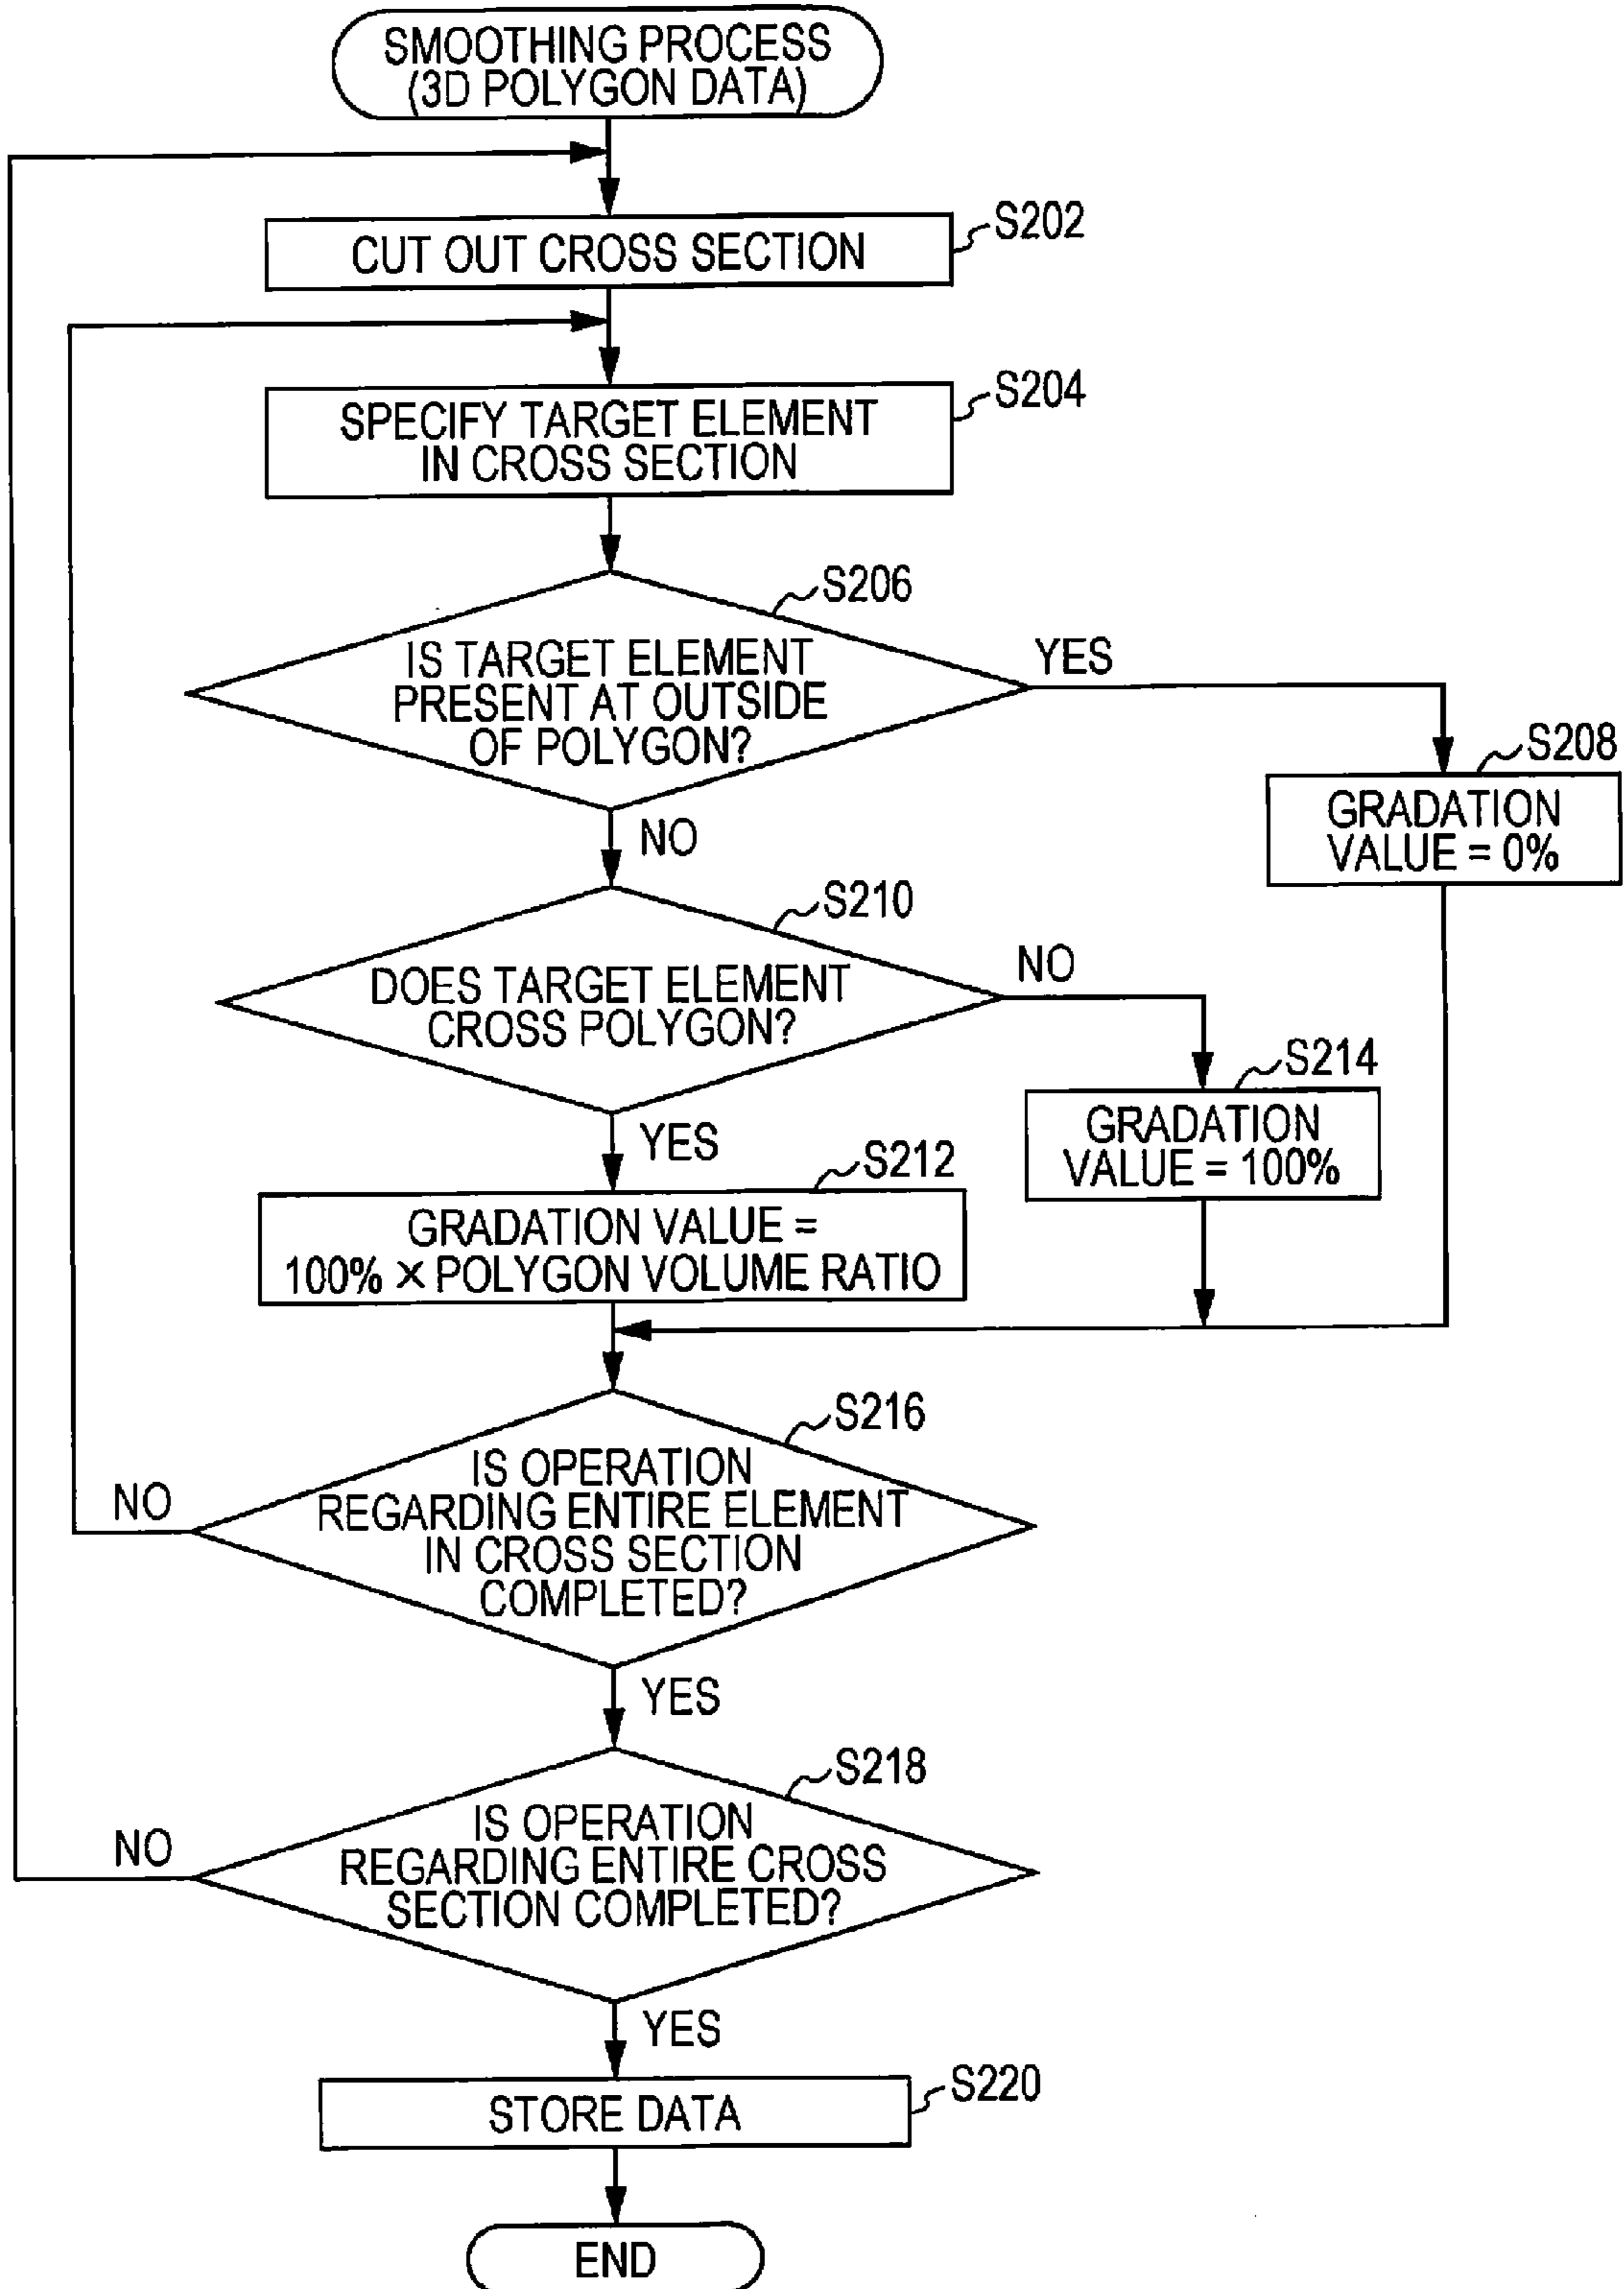 SMOOTHING PROCESS
(3D POLYGON DATA)
S202
CUT OUT CROSS SECTION
S204
SPECIFY TARGET ELEMENT
IN CROSS SECTION
S206
IS TARGET ELEMENT
PRESENT AT OUTSIDE
OF POLYGON?
YES
S208
GRADATION
VALUE = 0%
NO
S210
DOES TARGET ELEMENT
CROSS POLYGON?
NO
S214
GRADATION
VALUE = 100%
YES
S212
GRADATION VALUE =
100% × POLYGON VOLUME RATIO
S216
IS OPERATION
REGARDING ENTIRE ELEMENT
IN CROSS SECTION
COMPLETED?
NO
YES
S218
IS OPERATION
REGARDING ENTIRE CROSS
SECTION COMPLETED?
NO
YES
S220
STORE DATA
END